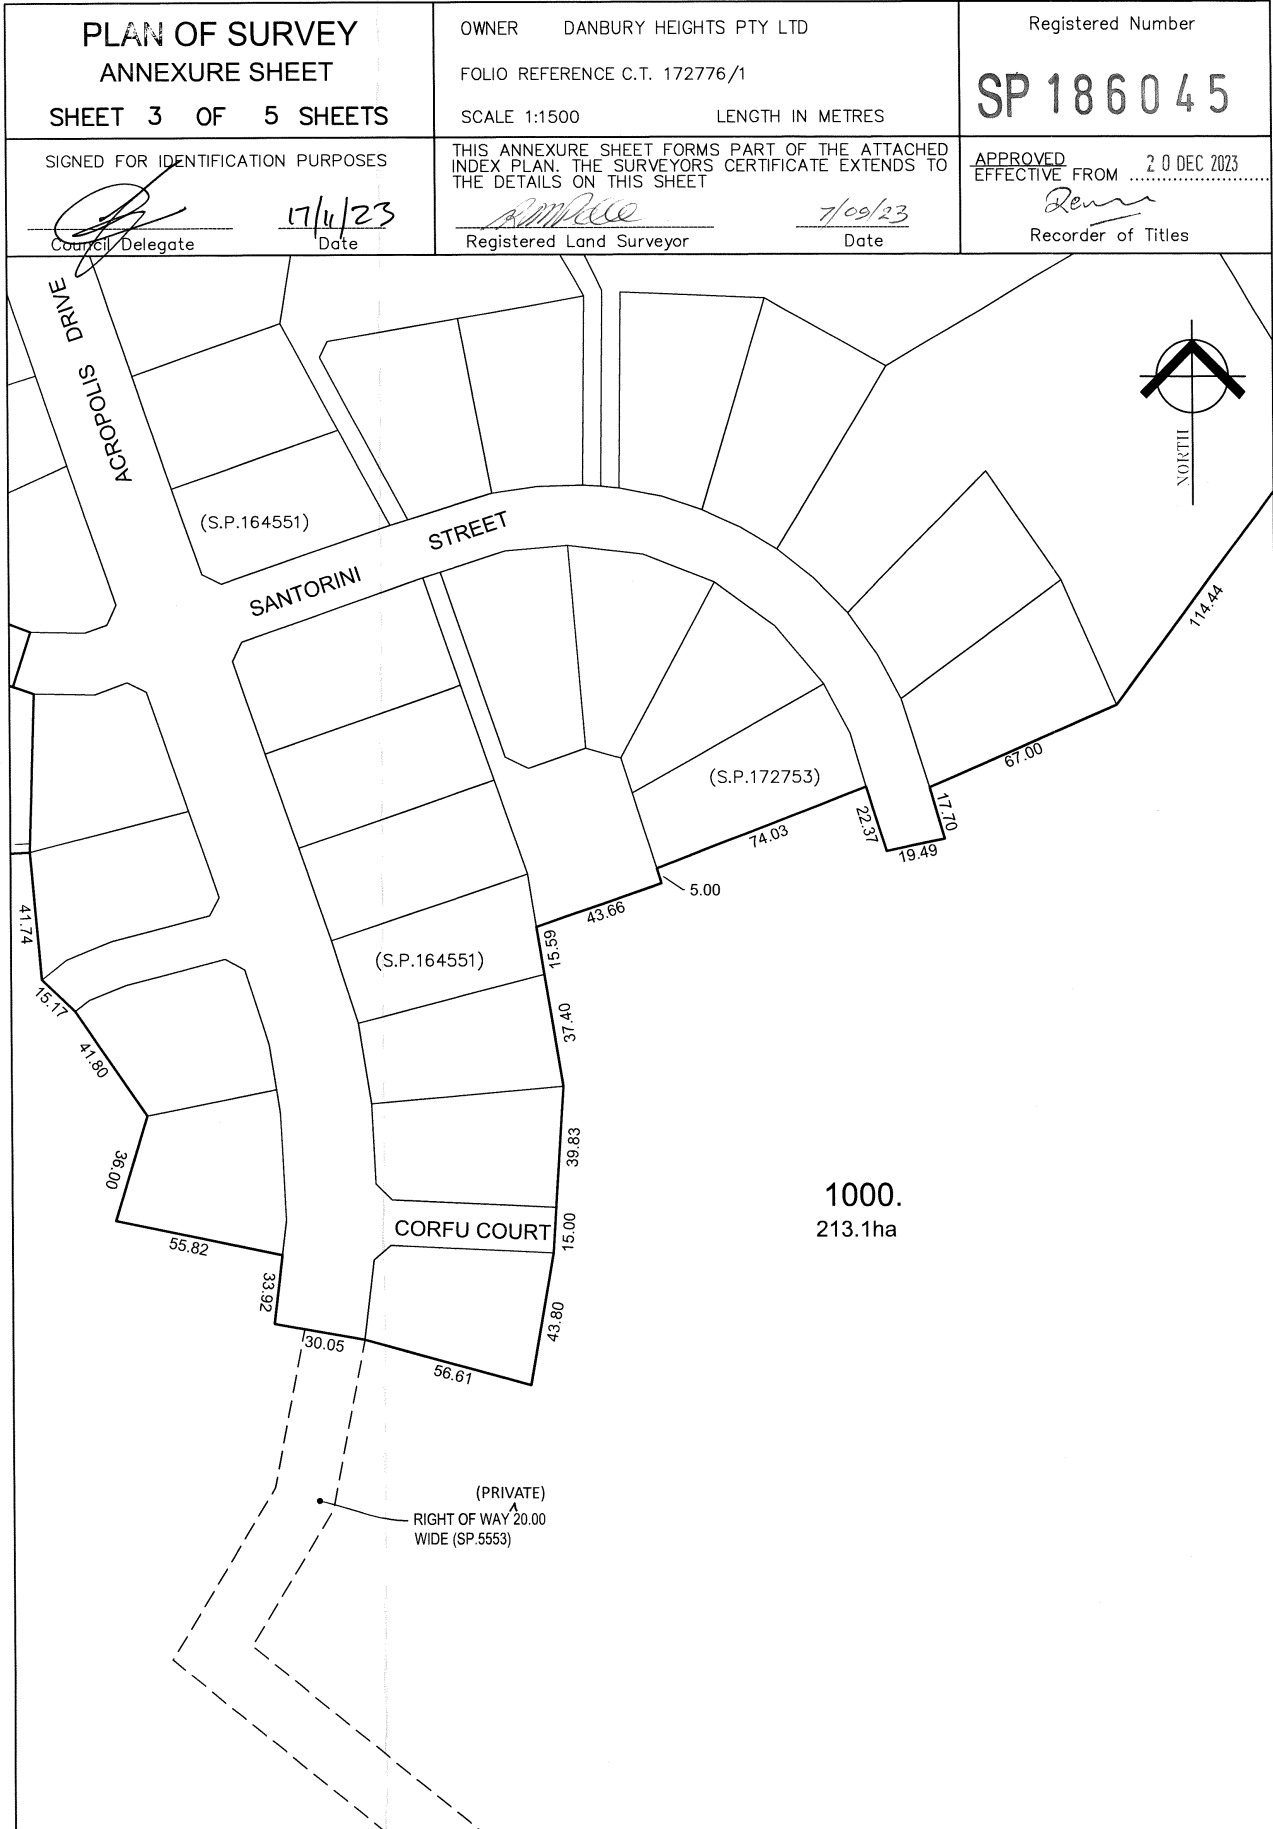 PLAN OF SURVEY
ANNEXURE SHEET
SHEET 3 OF 5 SHEETS
OWNER DANBURY HEIGHTS PTY LTD
FOLIO REFERENCE C.T. 172776/1
SCALE 1:1500 LENGTH IN METRES
Registered Number
SP 186045
SIGNED FOR IDENTIFICATION PURPOSES
17/11/23
Council Delegate Date
THIS ANNEXURE SHEET FORMS PART OF THE ATTACHED
INDEX PLAN. THE SURVEYORS CERTIFICATE EXTENDS TO
THE DETAILS ON THIS SHEET
7/09/23
Registered Land Surveyor Date
APPROVED
EFFECTIVE FROM 20 DEC 2023
Recorder of Titles
ACROPOLIS DRIVE
NORTH
(S.P.164551)
SANTORINI STREET
114.44
67.00
(S.P.172753)
17.70
22.37
19.49
74.03
5.00
43.66
41.74
15.59
(S.P.164551)
15.17
37.40
41.80
39.83
36.00
1000.
213.1ha
CORFU COURT
15.00
55.82
33.92
30.05
43.80
56.61
(PRIVATE)
RIGHT OF WAY 20.00
WIDE (SP.5553)